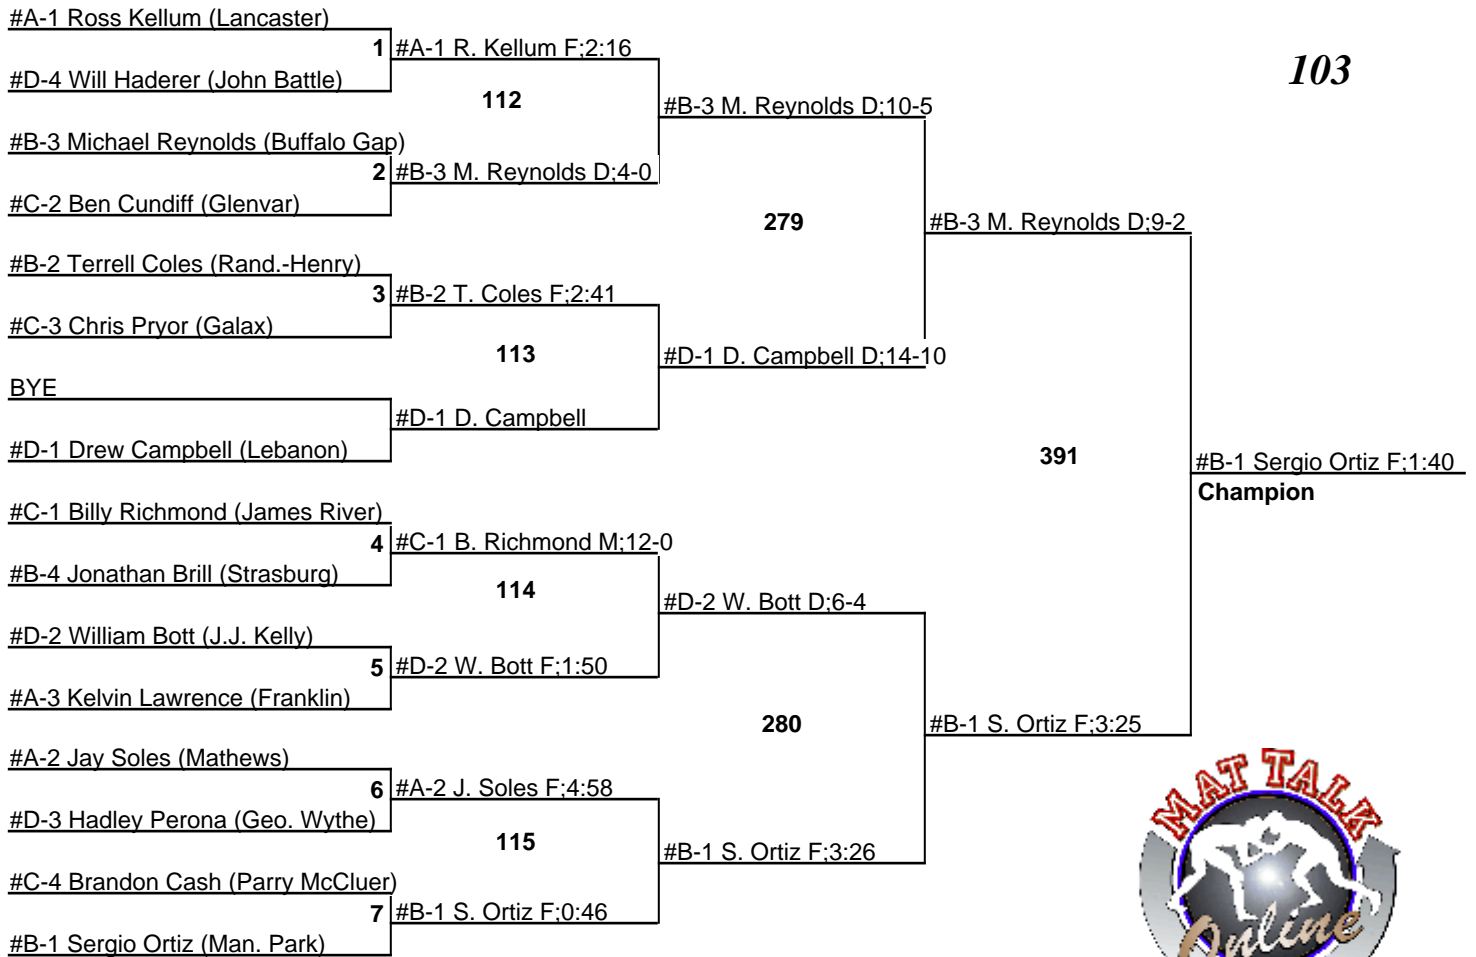 #A-1 Ross Kellum (Lancaster)
1 #A-1 R. Kellum F;2:16
103
#D-4 Will Haderer (John Battle)
112
#B-3 M. Reynolds D;10-5
#B-3 Michael Reynolds (Buffalo Gap)
2 #B-3 M. Reynolds D;4-0
#C-2 Ben Cundiff (Glenvar)
279
#B-3 M. Reynolds D;9-2
#B-2 Terrell Coles (Rand.-Henry)
3 #B-2 T. Coles F;2:41
#C-3 Chris Pryor (Galax)
113
#D-1 D. Campbell D;14-10
BYE
#D-1 D. Campbell
#D-1 Drew Campbell (Lebanon)
391
#B-1 Sergio Ortiz F;1:40
Champion
#C-1 Billy Richmond (James River)
4 #C-1 B. Richmond M;12-0
#B-4 Jonathan Brill (Strasburg)
114
#D-2 W. Bott D;6-4
#D-2 William Bott (J.J. Kelly)
5 #D-2 W. Bott F;1:50
#A-3 Kelvin Lawrence (Franklin)
280
#B-1 S. Ortiz F;3:25
#A-2 Jay Soles (Mathews)
6 #A-2 J. Soles F;4:58
#D-3 Hadley Perona (Geo. Wythe)
115
#B-1 S. Ortiz F;3:26
#C-4 Brandon Cash (Parry McCluer)
7 #B-1 S. Ortiz F;0:46
#B-1 Sergio Ortiz (Man. Park)
MAT TALK
Online